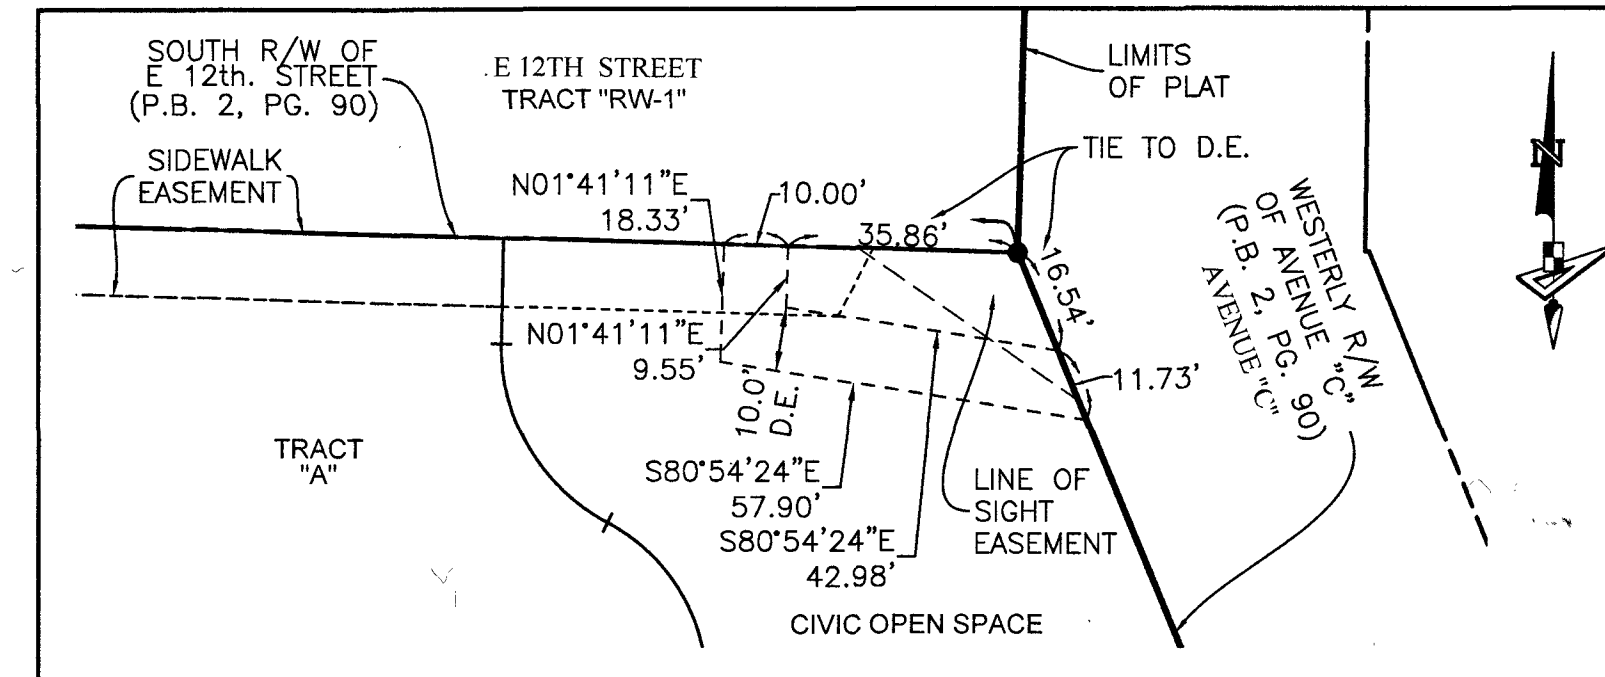 SOUTH R/W OF
E 12th. STREET
(P.B. 2, PG. 90)
E 12TH STREET
TRACT "RW-1"
LIMITS
OF PLAT
SIDEWALK
EASEMENT
TIE TO D.E.
N01°41'11"E
18.33'
10.00'
35.86'
N
16.54'
WESTERLY R/W
OF AVENUE "C"
(P.B. 2, PG. 90)
AVENUE "C"
N01°41'11"E
9.55'
10.0'
D.E.
11.73'
TRACT
"A"
S80°54'24"E
57.90'
S80°54'24"E
42.98'
LINE OF
SIGHT
EASEMENT
CIVIC OPEN SPACE